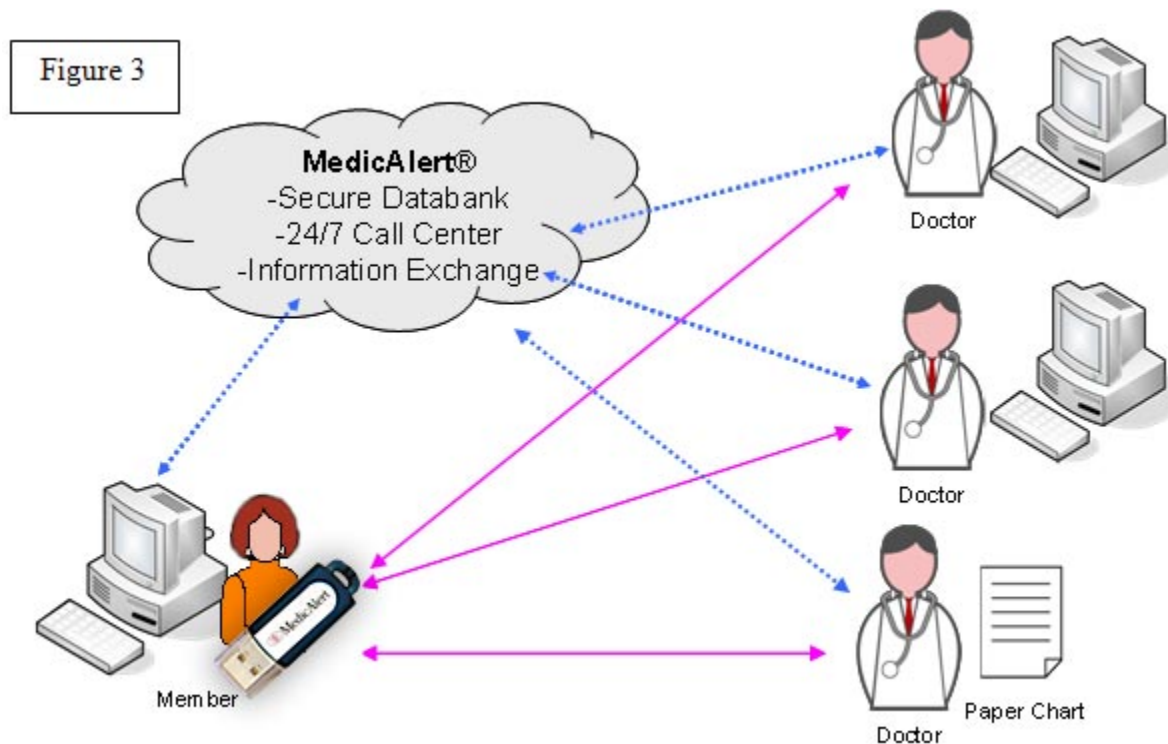 Figure 3
MedicAlert®
-Secure Databank
-24/7 Call Center
-Information Exchange
Doctor
Doctor
MedicAlert
Member
Doctor
Paper Chart